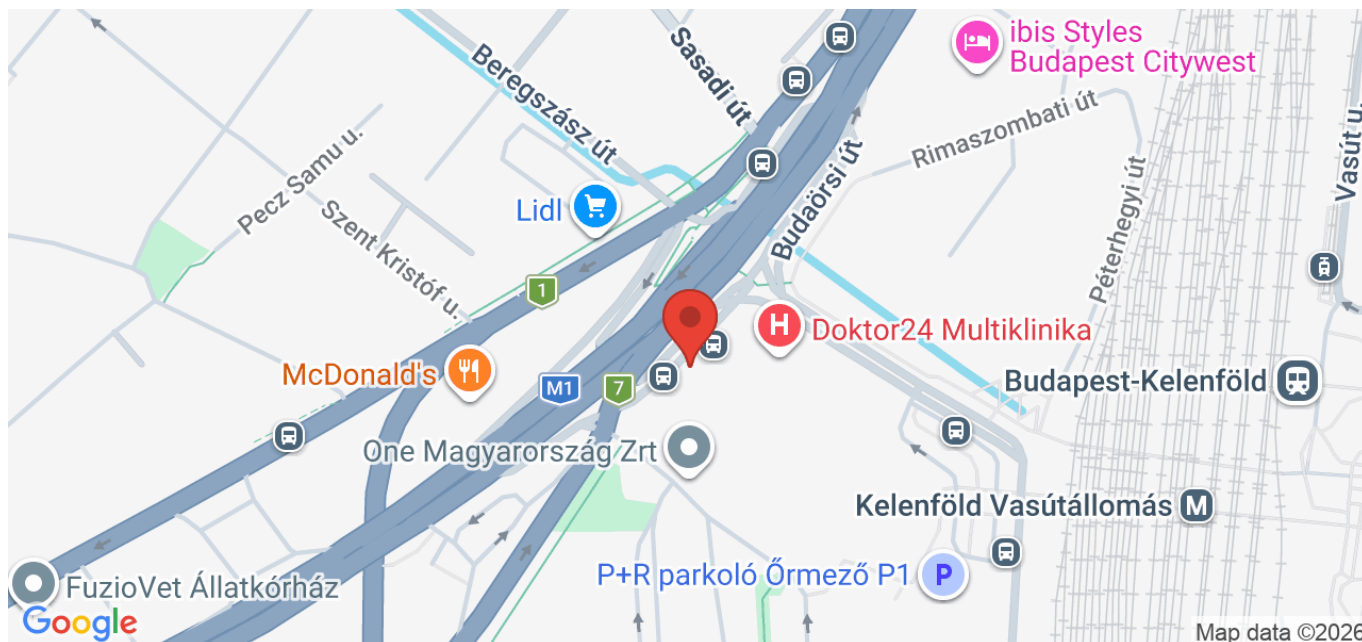 ibis Styles
Budapest Citywest
Sasadi út
Beregszász út
Rimaszombati út
Vasút u.
Pecz Samu u.
Lidl
Budaörsi út
Péterhegyi út
Szent Kristóf u.
1
H
Doktor24 Multiklinika
McDonald's
M1
7
Budapest-Kelenföld
One Magyarország Zrt
Kelenföld Vasútállomás
M
P+R parkoló Őrmező P1
P
FuzioVet Állatkórház
Google
Map data ©2026